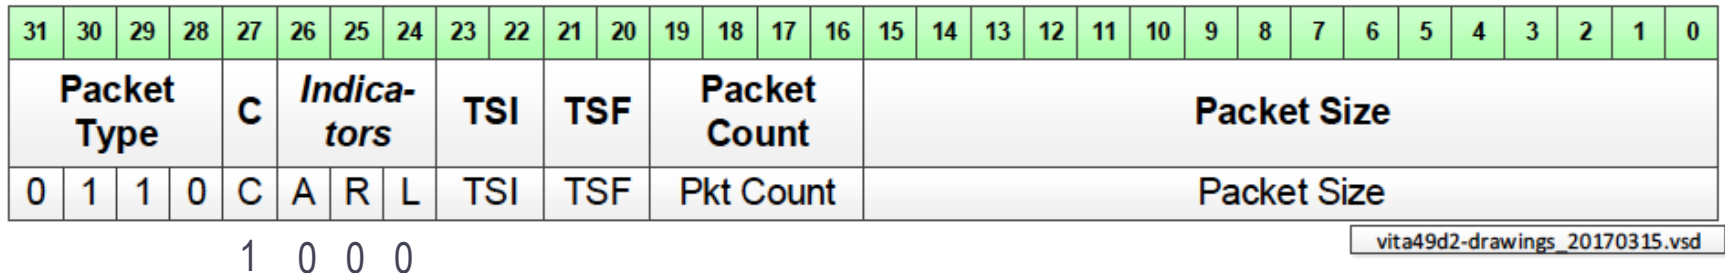 31 30 29 28 27 26 25 24 23 22 21 20 19 18 17 16 15 14 13 12 11 10 9 8 7 6 5 4 3 2 1 0
Packet Type C Indica-tors TSI TSF Packet Count Packet Size
0 1 1 0 C A R L TSI TSF Pkt Count Packet Size
vita49d2-drawings_20170315.vsd
1 0 0 0